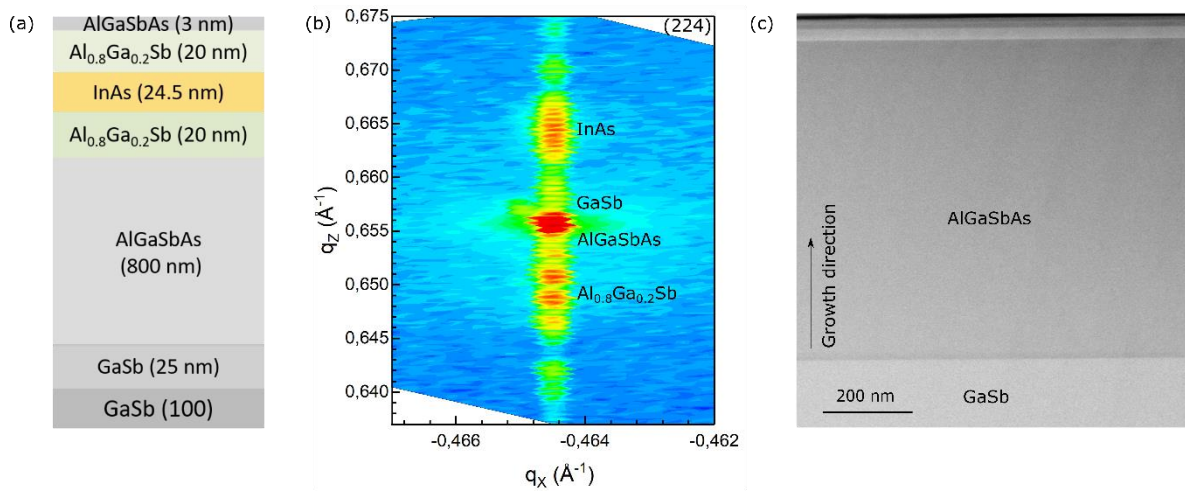 (a)
AlGaSbAs (3 nm)
Al₀.₈Ga₀.₂Sb (20 nm)
InAs (24.5 nm)
Al₀.₈Ga₀.₂Sb (20 nm)
AlGaSbAs
(800 nm)
GaSb (25 nm)
GaSb (100)
(b)
(224)
0,675
0,670
0,665
0,660
0,655
0,650
0,645
0,640
qZ (Å⁻¹)
InAs
GaSb
AlGaSbAs
Al₀.₈Ga₀.₂Sb
-0,466
-0,464
-0,462
qX (Å⁻¹)
(c)
AlGaSbAs
Growth direction
GaSb
200 nm